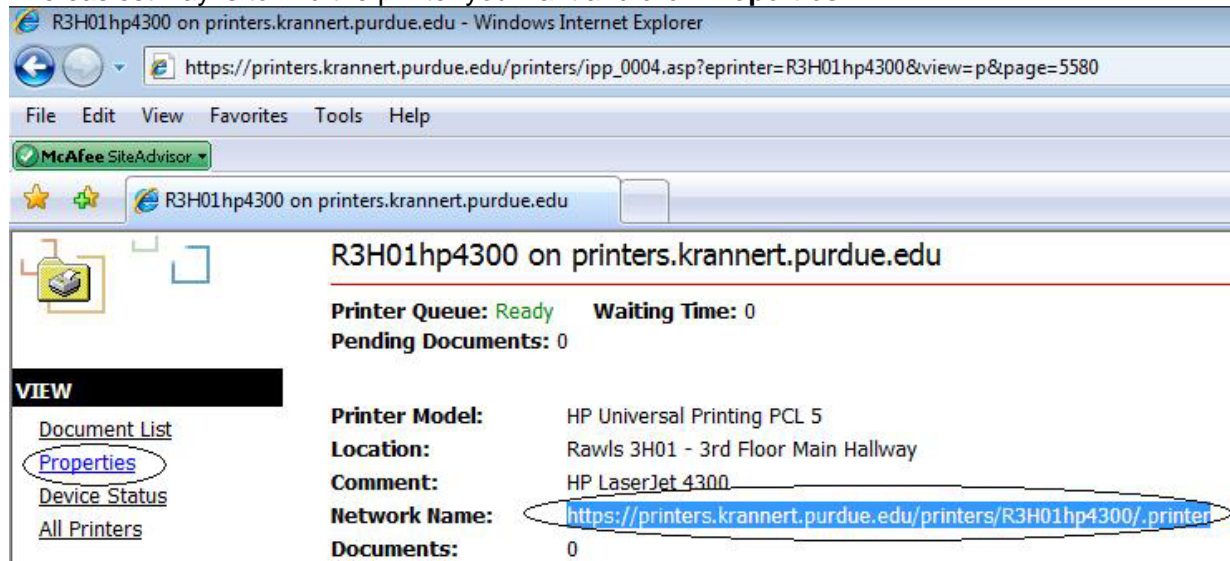 R3H01hp4300 on printers.krannert.purdue.edu - Windows Internet Explorer
https://printers.krannert.purdue.edu/printers/ipp_0004.asp?eprinter=R3H01hp4300&view=p&page=5580
File Edit View Favorites Tools Help
McAfee SiteAdvisor
R3H01hp4300 on printers.krannert.purdue.edu
R3H01hp4300 on printers.krannert.purdue.edu
Printer Queue: Ready Waiting Time: 0
Pending Documents: 0
VIEW
Document List
Properties
Device Status
All Printers
Printer Model: HP Universal Printing PCL 5
Location: Rawls 3H01 - 3rd Floor Main Hallway
Comment: HP LaserJet 4300
Network Name: https://printers.krannert.purdue.edu/printers/R3H01hp4300/.printer
Documents: 0